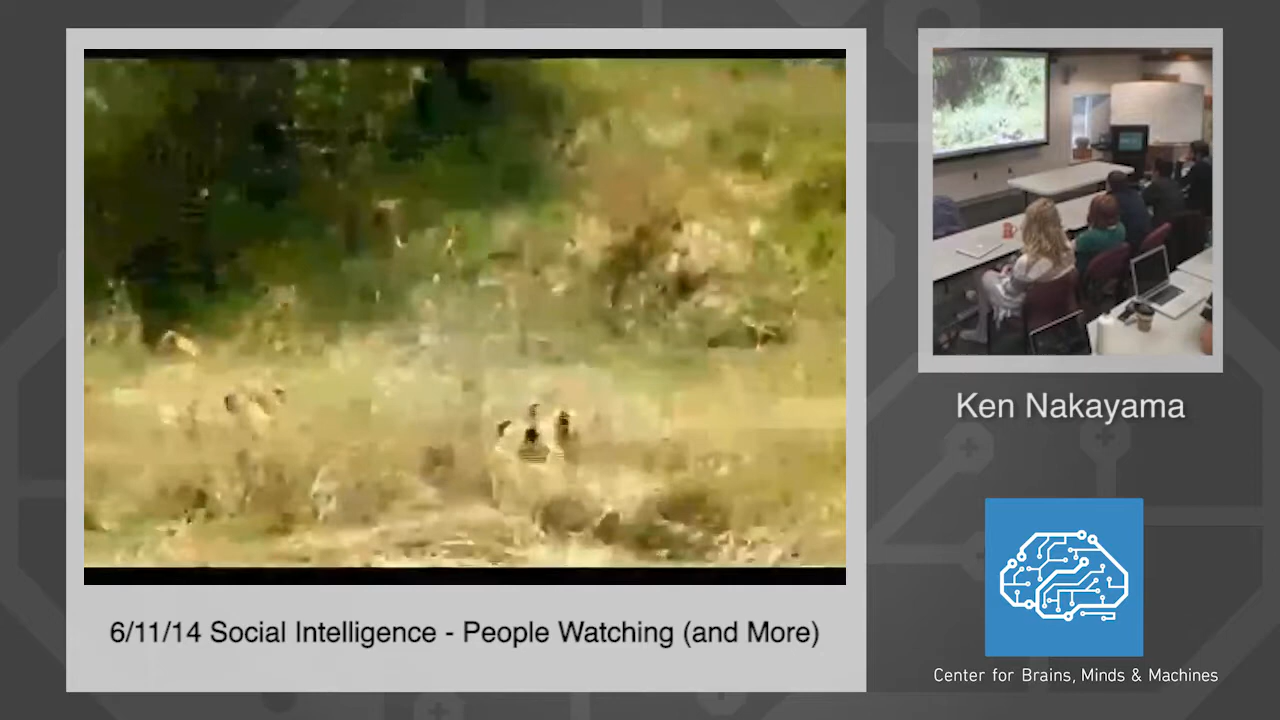 6/11/14 Social Intelligence - People Watching (and More)
Ken Nakayama
Center for Brains, Minds & Machines